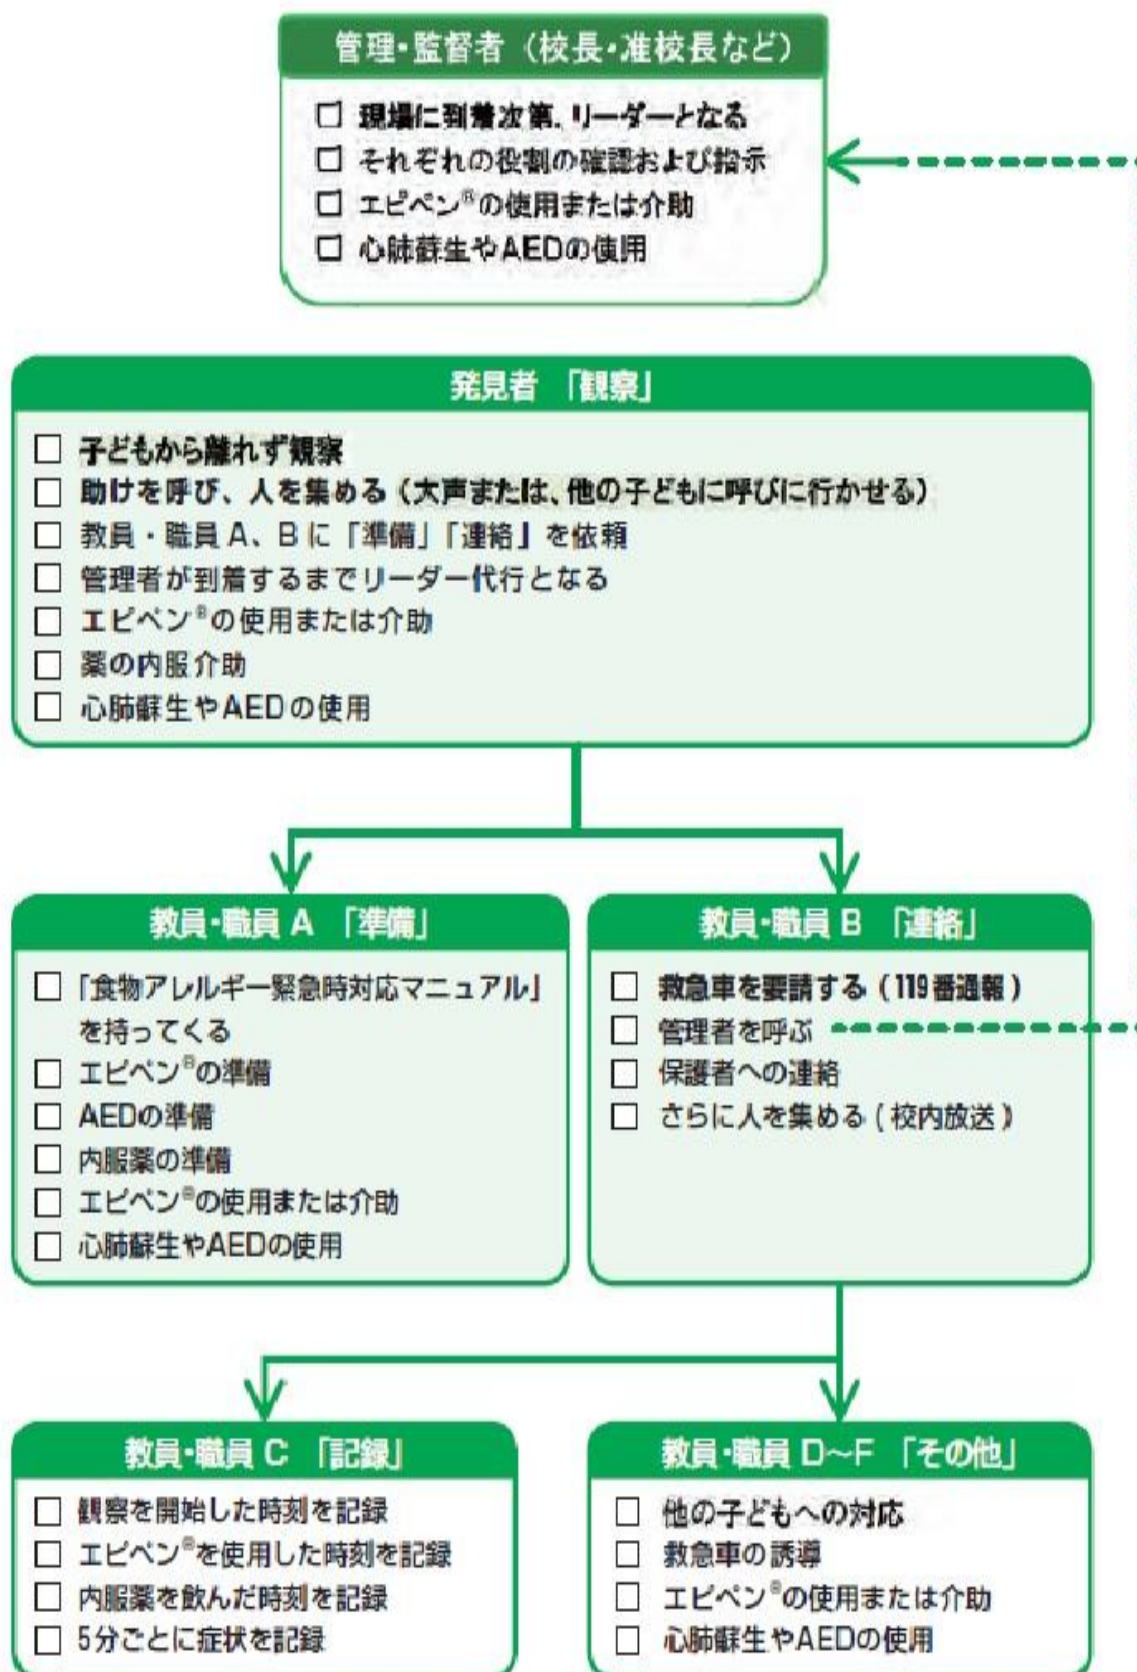 管理・監督者（校長・准校長など）
□ 現場に到着次第、リーダーとなる
□ それぞれの役割の確認および指示
□ エピペン®の使用または介助
□ 心肺蘇生やAEDの使用
発見者 「観察」
□ 子どもから離れず観察
□ 助けを呼び、人を集める（大声または、他の子どもに呼びに行かせる）
□ 教員・職員 A、B に「準備」「連絡」を依頼
□ 管理者が到着するまでリーダー代行となる
□ エピペン®の使用または介助
□ 薬の内服介助
□ 心肺蘇生やAEDの使用
教員・職員 A 「準備」
□ 「食物アレルギー緊急時対応マニュアル」
を持ってくる
□ エピペン®の準備
□ AEDの準備
□ 内服薬の準備
□ エピペン®の使用または介助
□ 心肺蘇生やAEDの使用
教員・職員 B 「連絡」
□ 救急車を要請する（119番通報）
□ 管理者を呼ぶ
□ 保護者への連絡
□ さらに人を集める（校内放送）
教員・職員 C 「記録」
□ 観察を開始した時刻を記録
□ エピペン®を使用した時刻を記録
□ 内服薬を飲んだ時刻を記録
□ 5分ごとに症状を記録
教員・職員 D～F 「その他」
□ 他の子どもへの対応
□ 救急車の誘導
□ エピペン®の使用または介助
□ 心肺蘇生やAEDの使用